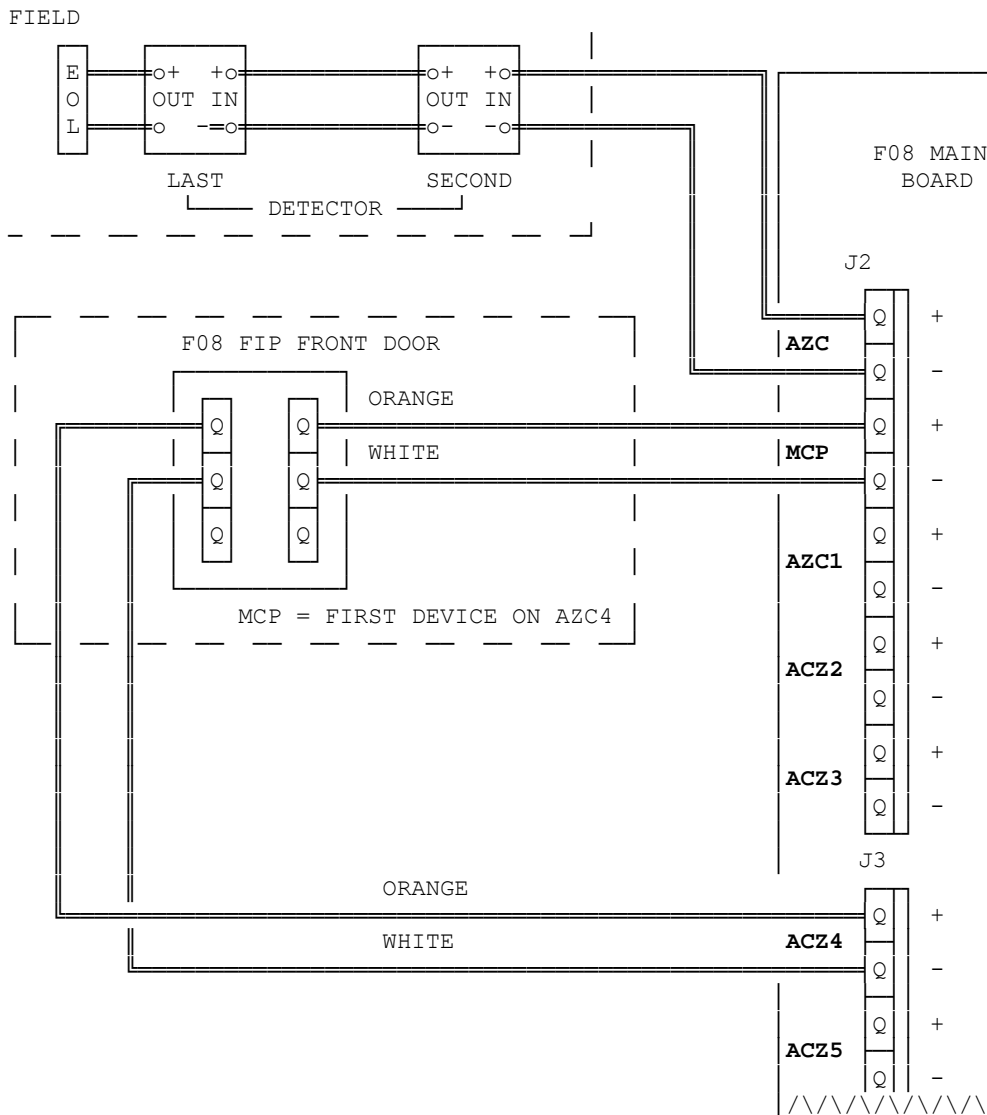 FIELD
E
O
L
o+ +o
OUT IN
o -=o
o+ +o
OUT IN
o- -o
F08 MAIN
BOARD
LAST
SECOND
DETECTOR
J2
Q +
AZC
Q -
F08 FIP FRONT DOOR
ORANGE
Q Q
Q +
WHITE
MCP
Q Q
Q -
Q Q
Q +
AZC1
Q -
MCP = FIRST DEVICE ON AZC4
Q +
ACZ2
Q -
Q +
ACZ3
Q -
J3
ORANGE
Q +
WHITE
ACZ4
Q -
Q +
ACZ5
Q -
/\/\/\/\/\/\/\